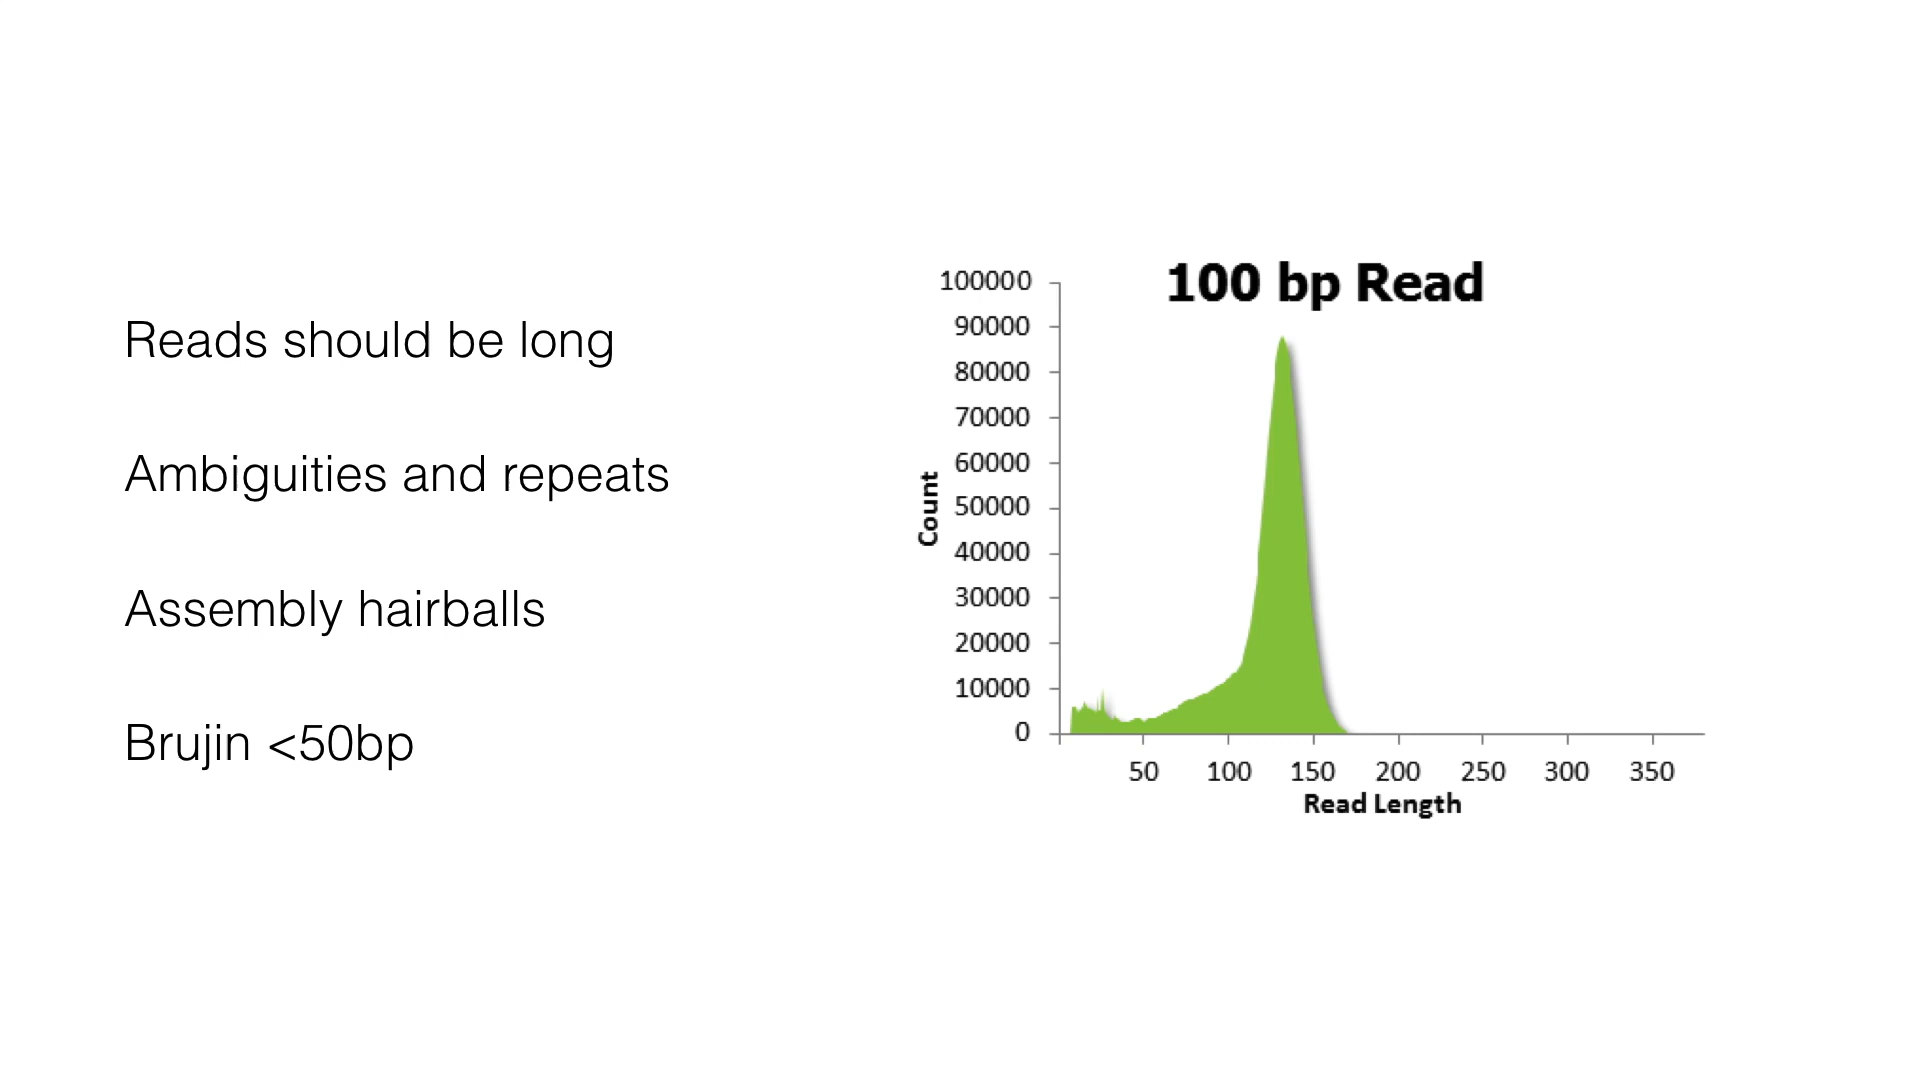 Reads should be long
Ambiguities and repeats
Assembly hairballs
Brujin <50bp
100 bp Read
100000
90000
80000
70000
60000
50000
40000
30000
20000
10000
0
Count
50 100 150 200 250 300 350
Read Length